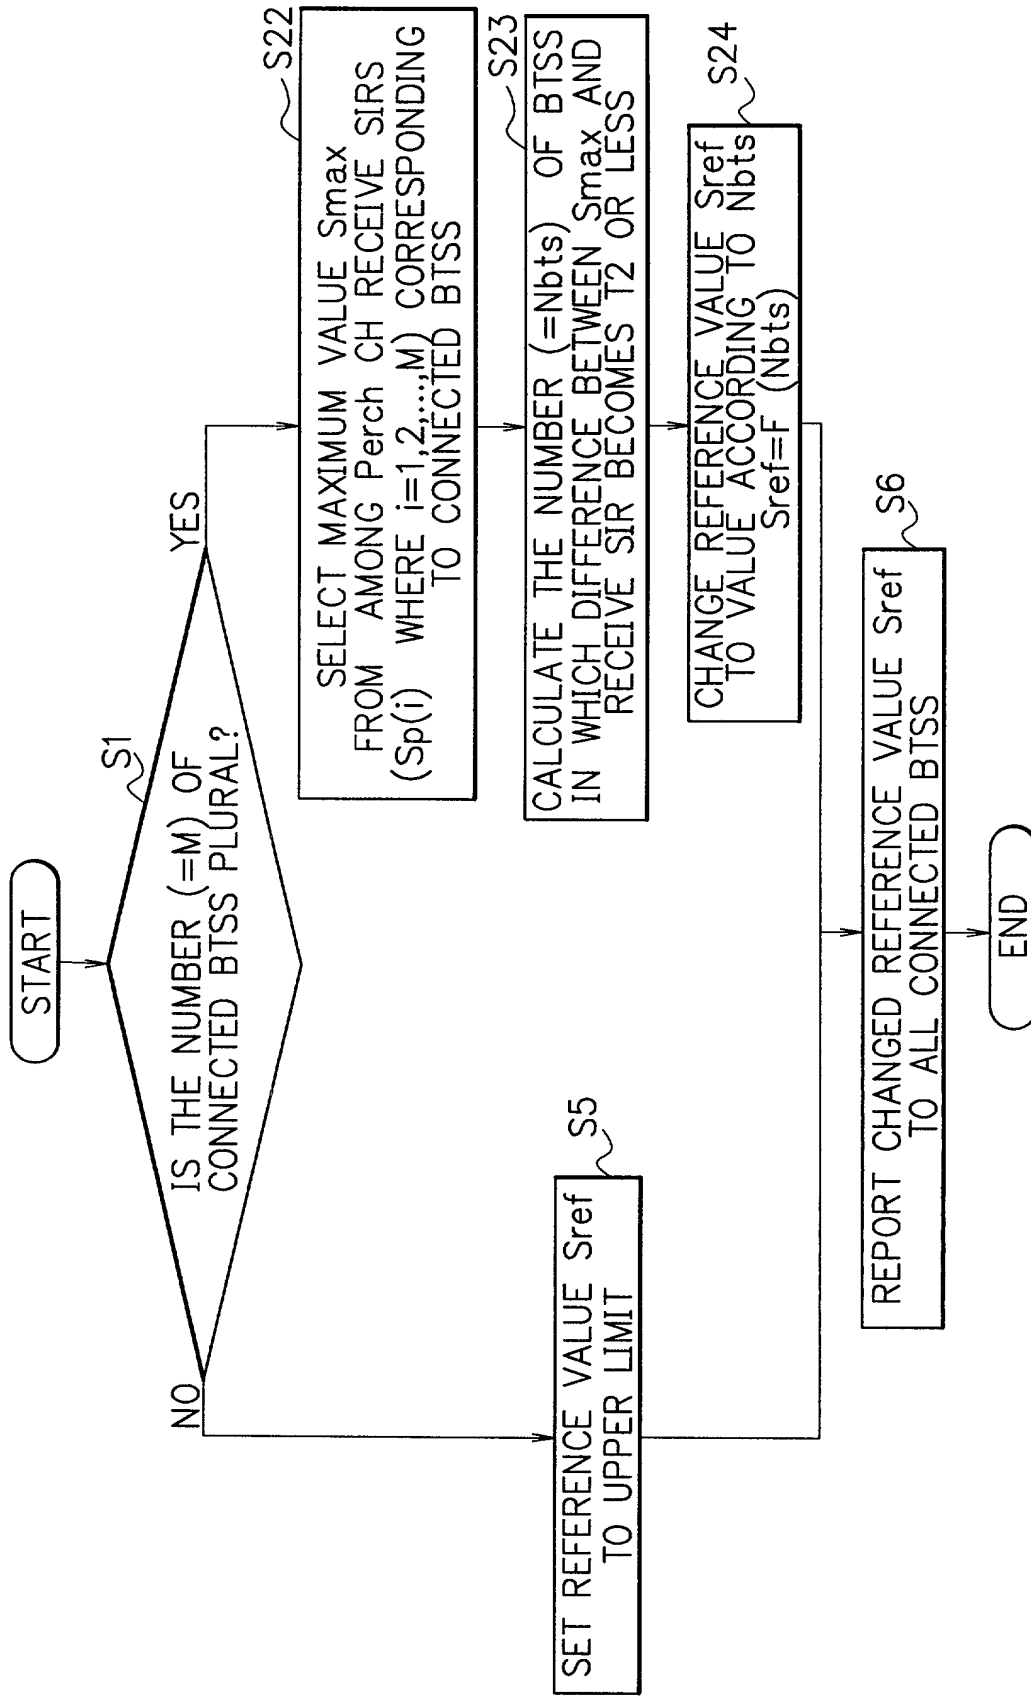 START
S1
IS THE NUMBER (=M) OF
CONNECTED BTSS PLURAL?
YES
NO
S22
SELECT MAXIMUM VALUE Smax
FROM AMONG Perch CH RECEIVE SIRS
(Sp(i) WHERE i=1,2,...,M) CORRESPONDING
TO CONNECTED BTSS
S23
CALCULATE THE NUMBER (=Nbts) OF BTSS
IN WHICH DIFFERENCE BETWEEN Smax AND
RECEIVE SIR BECOMES T2 OR LESS
S24
CHANGE REFERENCE VALUE Sref
TO VALUE ACCORDING TO Nbts
Sref=F (Nbts)
S5
SET REFERENCE VALUE Sref
TO UPPER LIMIT
S6
REPORT CHANGED REFERENCE VALUE Sref
TO ALL CONNECTED BTSS
END